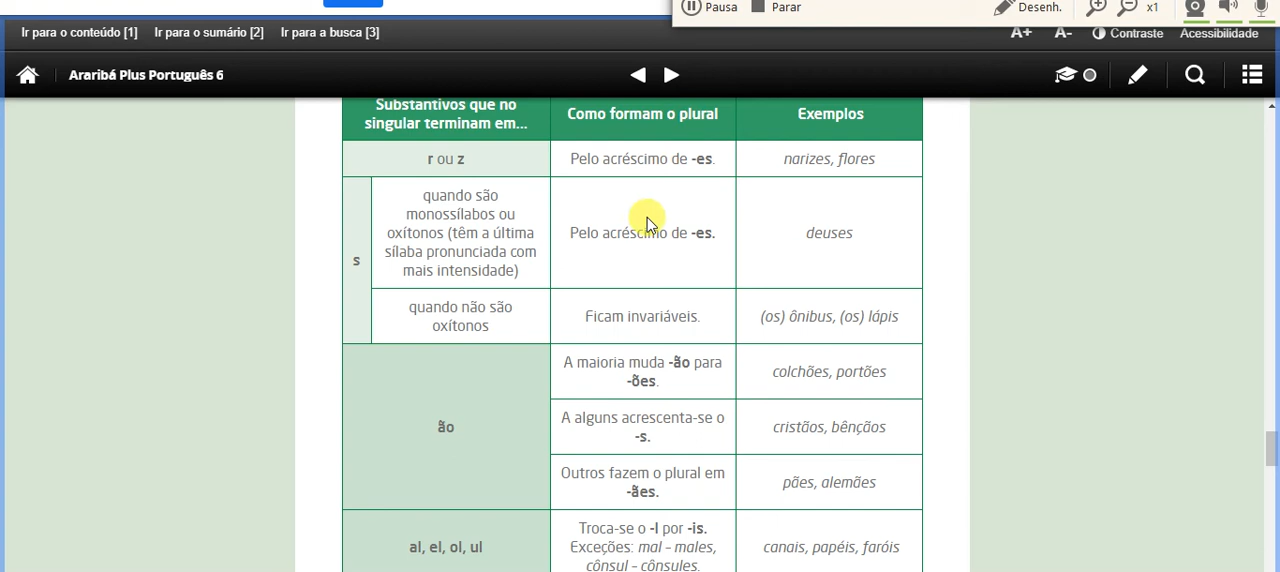 Pausa Parar Desenh. x1
Ir para o conteúdo [1] Ir para o sumário [2] Ir para a busca [3] A+ A- Contraste Acessibilidade
Araribá Plus Português 6
Substantivos que no
singular terminam em...
Como formam o plural
Exemplos
r ou z
Pelo acréscimo de -es.
narizes, flores
s
quando são
monossílabos ou
oxítonos (têm a última
sílaba pronunciada com
mais intensidade)
Pelo acréscimo de -es.
deuses
quando não são
oxítonos
Ficam invariáveis.
(os) ônibus, (os) lápis
ão
A maioria muda -ão para
-ões.
colchões, portões
A alguns acrescenta-se o
-s.
cristãos, bênçãos
Outros fazem o plural em
-ães.
pães, alemães
al, el, ol, ul
Troca-se o -l por -is.
Exceções: mal – males,
cônsul – cônsules.
canais, papéis, faróis